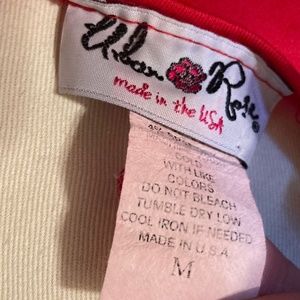 Urban Rose®
made in the USA
COLD
WITH LIKE
COLORS
DO NOT BLEACH
TUMBLE DRY LOW
COOL IRON IF NEEDED
MADE IN U.S.A
M